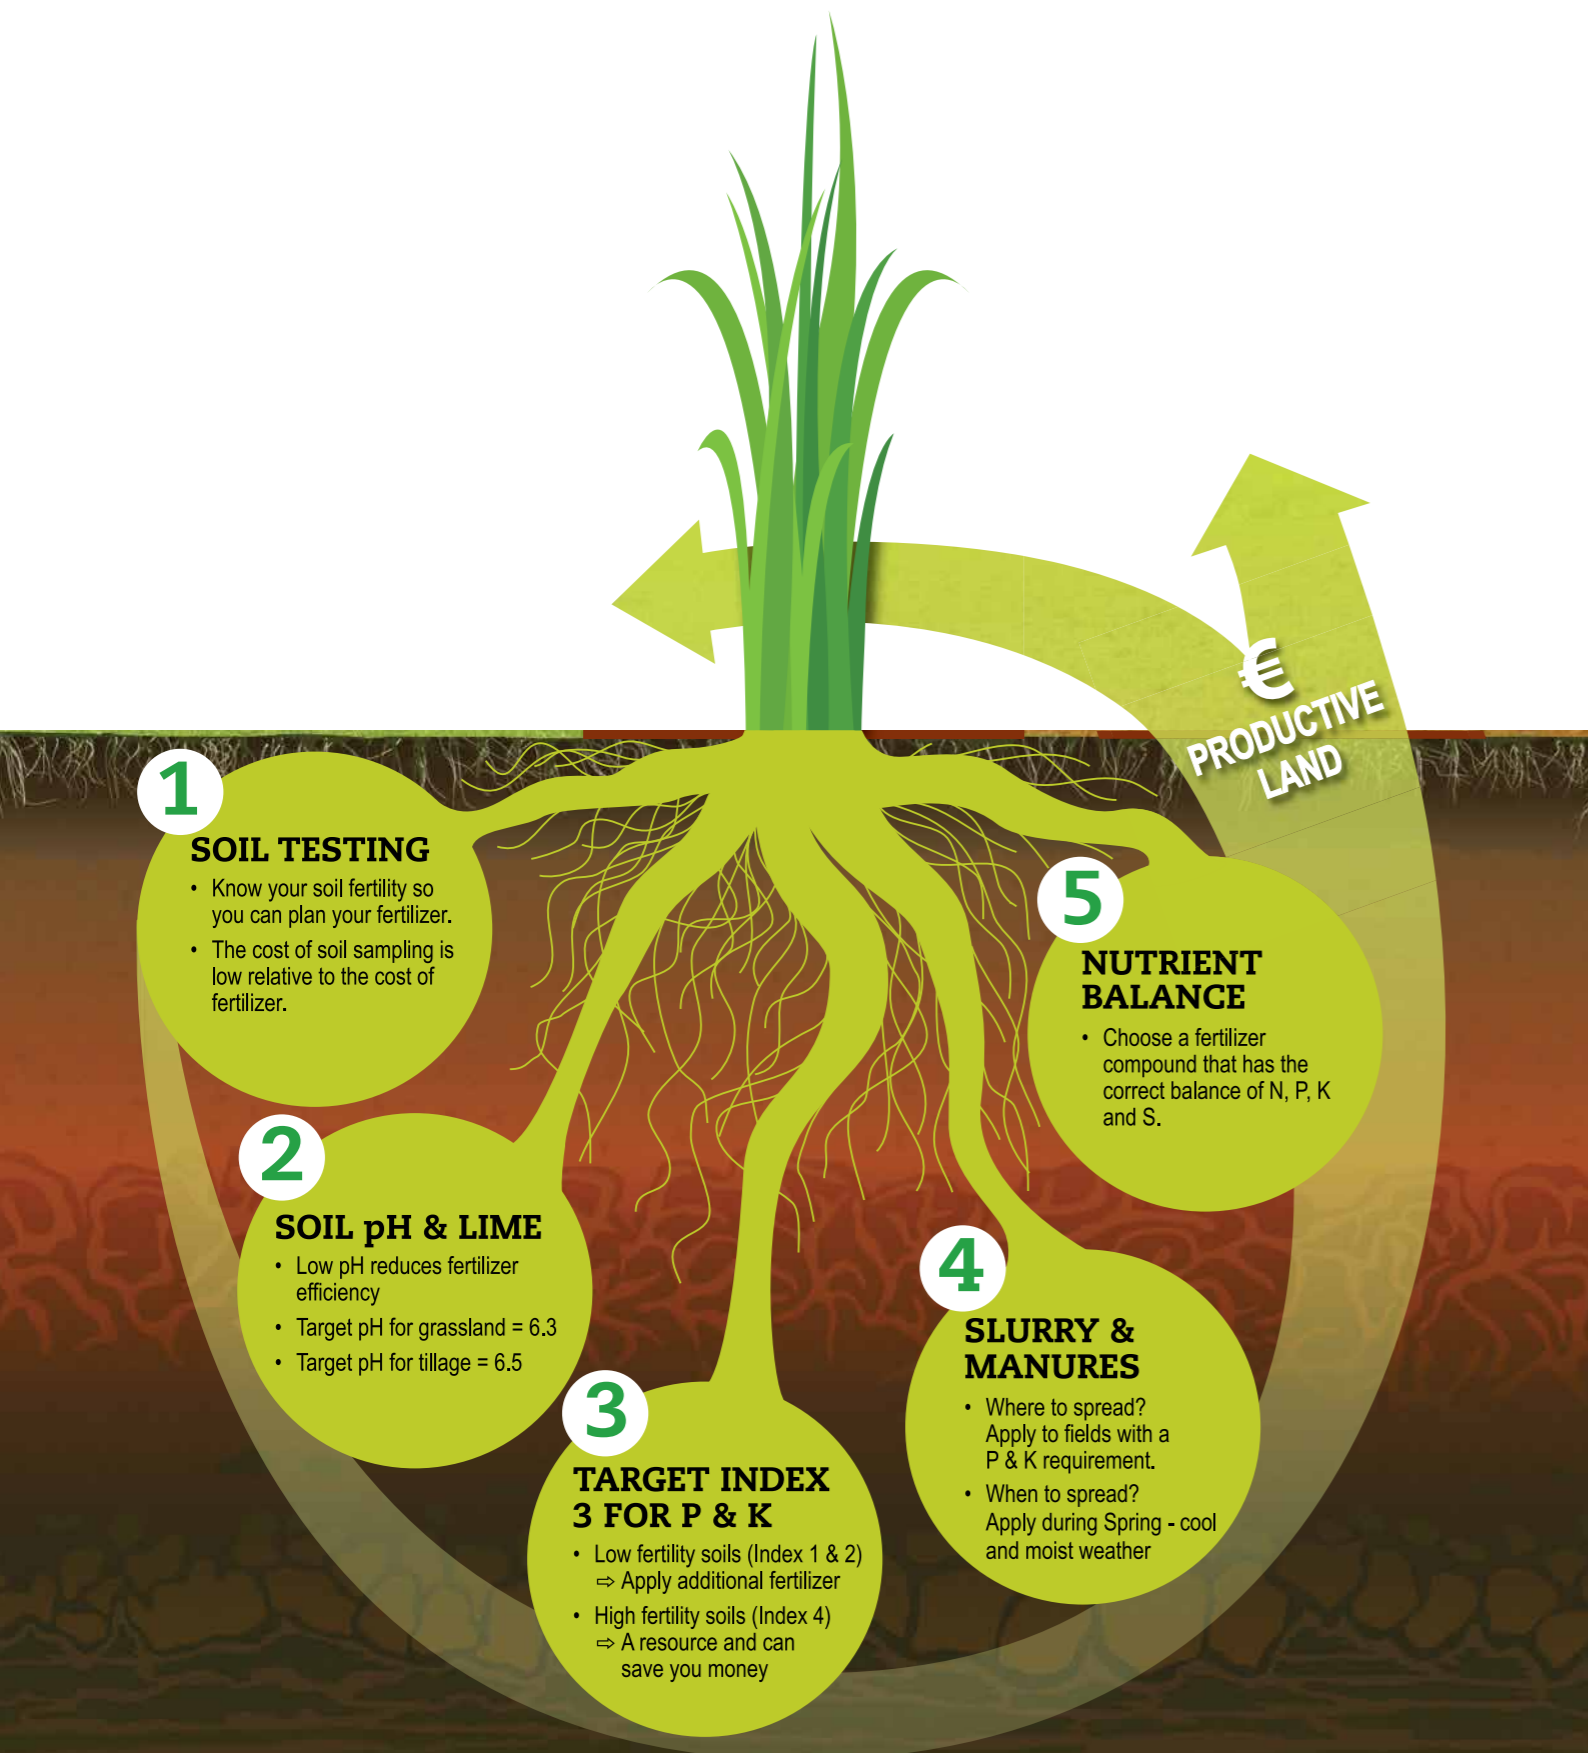 €
PRODUCTIVE
LAND
1
SOIL TESTING
• Know your soil fertility so
you can plan your fertilizer.
• The cost of soil sampling is
low relative to the cost of
fertilizer.
2
SOIL pH & LIME
• Low pH reduces fertilizer
efficiency
• Target pH for grassland = 6.3
• Target pH for tillage = 6.5
3
TARGET INDEX
3 FOR P & K
• Low fertility soils (Index 1 & 2)
⇨ Apply additional fertilizer
• High fertility soils (Index 4)
⇨ A resource and can
save you money
4
SLURRY &
MANURES
• Where to spread?
Apply to fields with a
P & K requirement.
• When to spread?
Apply during Spring - cool
and moist weather
5
NUTRIENT
BALANCE
• Choose a fertilizer
compound that has the
correct balance of N, P, K
and S.